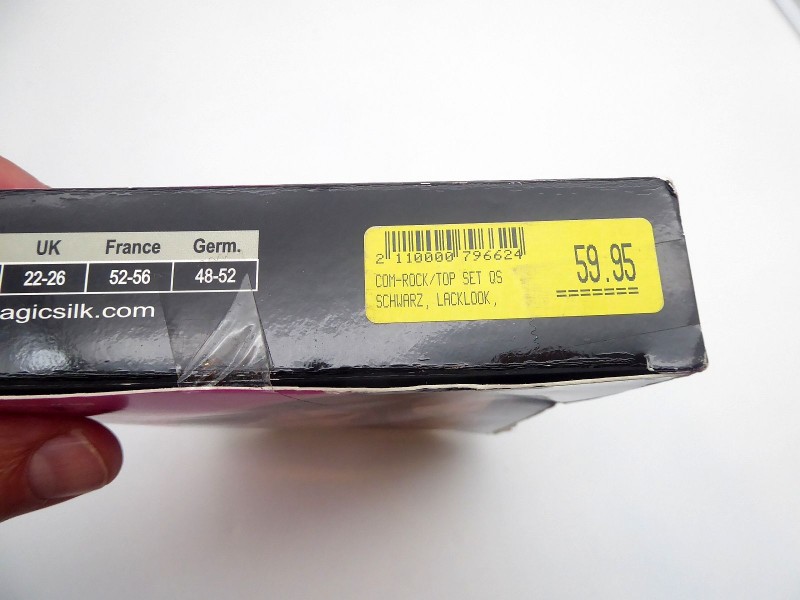 UK France Germ.
22-26 52-56 48-52
agicsilk.com
2 110000 796624
COM-ROCK/TOP SET OS
SCHWARZ, LACKLOOK,
59.95